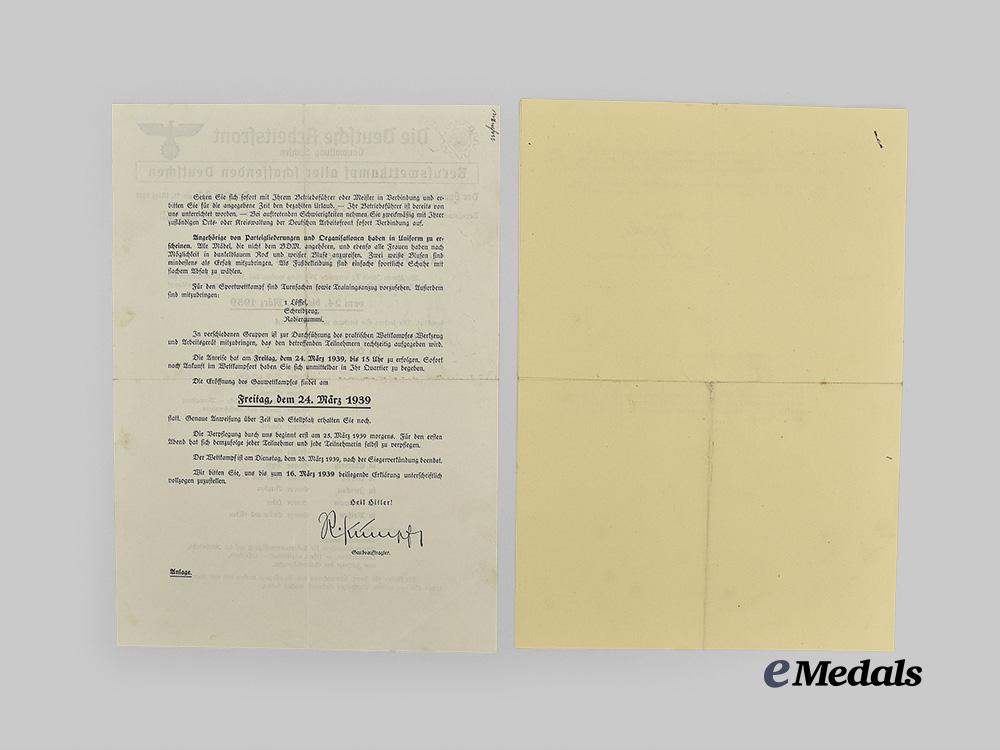 Setzen Sie sich sofort mit Ihrem Betriebsführer oder Meister in Verbindung und er-
bitten Sie für die angegebene Zeit den bezahlten Urlaub. — Ihr Betriebsführer ist bereits von
uns unterrichtet worden. — Bei auftretenden Schwierigkeiten nehmen Sie zweckmäßig mit Ihrer
zuständigen Orts- oder Kreiswaltung der Deutschen Arbeitsfront sofort Verbindung auf.
Angehörige von Parteigliederungen und Organisationen haben in Uniform zu er-
scheinen. Alle Mädel, die nicht dem BDM. angehören, und ebenso alle Frauen haben nach
Möglichkeit in dunkelblauem Rock und weißer Bluse anzureisen. Zwei weiße Blusen sind
mindestens als Ersatz mitzubringen. Als Fußbekleidung sind einfache sportliche Schuhe mit
flachem Absatz zu wählen.
Für den Sportwettkampf sind Turnsachen sowie Trainingsanzug vorzusehen. Außerdem
sind mitzubringen:
1 Löffel,
Schreibzeug,
Radiergummi.
In verschiedenen Gruppen ist zur Durchführung des praktischen Wettkampfes Werkzeug
und Arbeitsgerät mitzubringen, das den betreffenden Teilnehmern rechtzeitig aufgegeben wird.
Die Anreise hat am Freitag, dem 24. März 1939, bis 15 Uhr zu erfolgen. Sofort
nach Ankunft im Wettkampfort haben Sie sich unmittelbar in Ihr Quartier zu begeben.
Die Eröffnung des Gauwettkampfes findet am
Freitag, dem 24. März 1939
statt. Genaue Anweisung über Zeit und Stellplatz erhalten Sie noch.
Die Verpflegung durch uns beginnt erst am 25. März 1939 morgens. Für den ersten
Abend hat sich demzufolge jeder Teilnehmer und jede Teilnehmerin selbst zu verpflegen.
Der Wettkampf ist am Dienstag, dem 28. März 1939, nach der Siegerverkündung beendet.
Wir bitten Sie, uns bis zum 16. März 1939 beiliegende Erklärung unterschriftlich
vollzogen zuzustellen.
Heil Hitler!
Gaubeauftragter.
Anlage.
eMedals